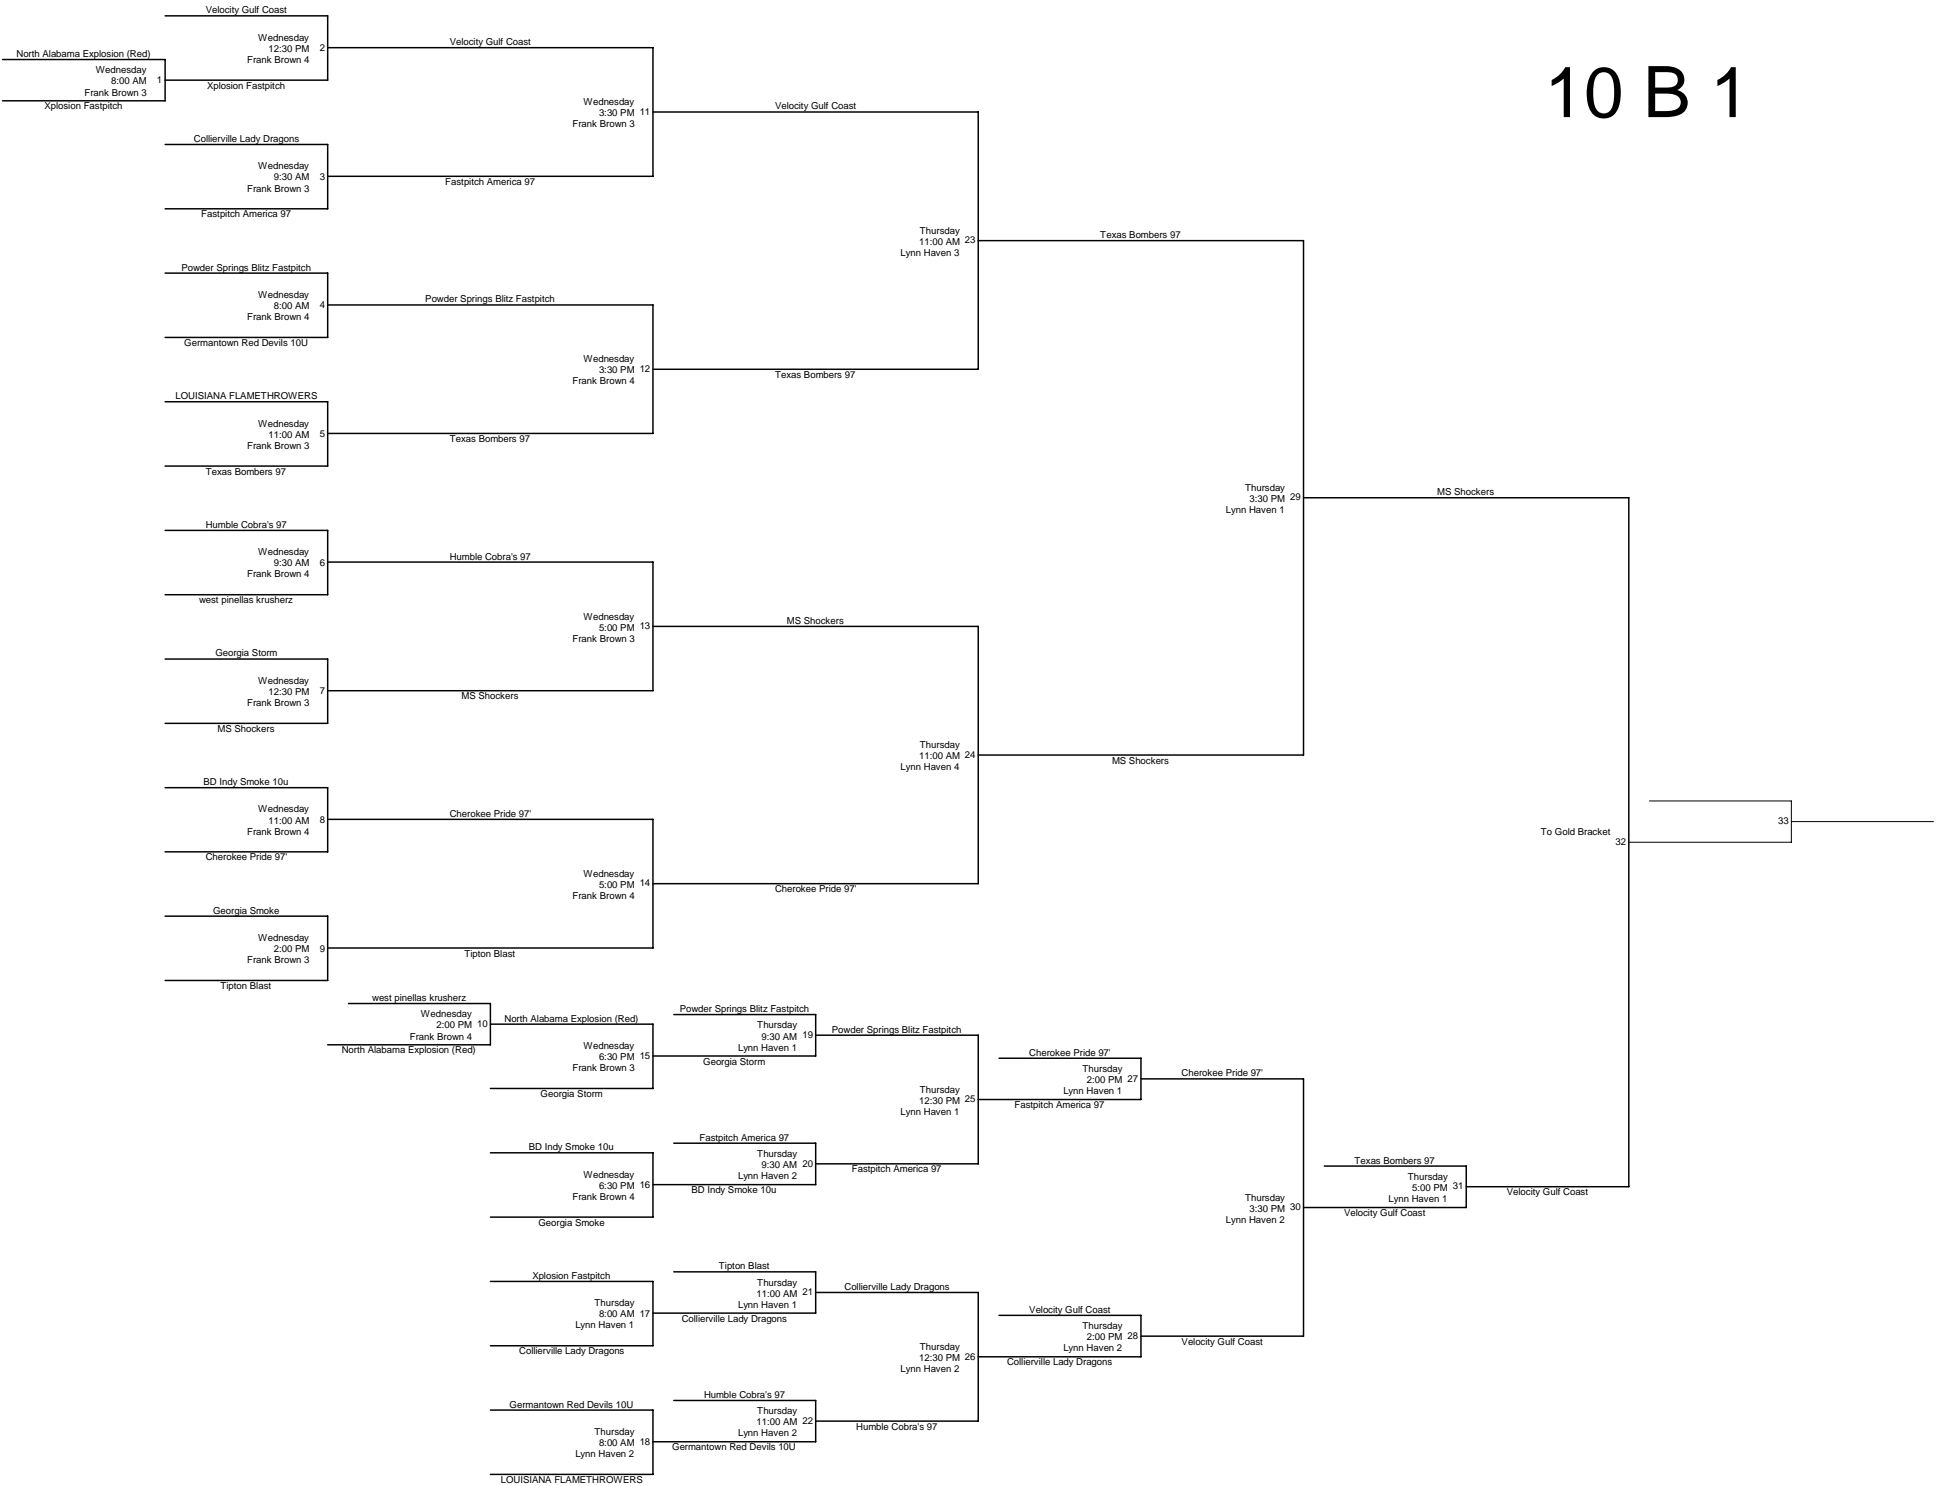 10 B 1
Velocity Gulf Coast
Wednesday
12:30 PM 2
Frank Brown 4
North Alabama Explosion (Red)
Wednesday
8:00 AM 1
Frank Brown 3
Xplosion Fastpitch
Xplosion Fastpitch
Velocity Gulf Coast
Wednesday
3:30 PM 11
Frank Brown 3
Velocity Gulf Coast
Collierville Lady Dragons
Wednesday
9:30 AM 3
Frank Brown 3
Fastpitch America 97
Fastpitch America 97
Thursday
11:00 AM 23
Lynn Haven 3
Texas Bombers 97
Powder Springs Blitz Fastpitch
Wednesday
8:00 AM 4
Frank Brown 4
Germantown Red Devils 10U
Powder Springs Blitz Fastpitch
Wednesday
3:30 PM 12
Frank Brown 4
Texas Bombers 97
LOUISIANA FLAMETHROWERS
Wednesday
11:00 AM 5
Frank Brown 3
Texas Bombers 97
Texas Bombers 97
Thursday
3:30 PM 29
Lynn Haven 1
MS Shockers
Humble Cobra's 97
Wednesday
9:30 AM 6
Frank Brown 4
west pinellas krusherz
Humble Cobra's 97
Wednesday
5:00 PM 13
Frank Brown 3
MS Shockers
Georgia Storm
Wednesday
12:30 PM 7
Frank Brown 3
MS Shockers
MS Shockers
Thursday
11:00 AM 24
Lynn Haven 4
MS Shockers
BD Indy Smoke 10u
Wednesday
11:00 AM 8
Frank Brown 4
Cherokee Pride 97'
Cherokee Pride 97'
Wednesday
5:00 PM 14
Frank Brown 4
Cherokee Pride 97'
Georgia Smoke
Wednesday
2:00 PM 9
Frank Brown 3
Tipton Blast
Tipton Blast
To Gold Bracket
32
33
west pinellas krusherz
Wednesday
2:00 PM 10
Frank Brown 4
North Alabama Explosion (Red)
North Alabama Explosion (Red)
Wednesday
6:30 PM 15
Frank Brown 3
Georgia Storm
Powder Springs Blitz Fastpitch
Thursday
9:30 AM 19
Lynn Haven 1
Georgia Storm
Powder Springs Blitz Fastpitch
Thursday
12:30 PM 25
Lynn Haven 1
Cherokee Pride 97'
Thursday
2:00 PM 27
Lynn Haven 1
Fastpitch America 97
Cherokee Pride 97'
BD Indy Smoke 10u
Wednesday
6:30 PM 16
Frank Brown 4
Georgia Smoke
Fastpitch America 97
Thursday
9:30 AM 20
Lynn Haven 2
BD Indy Smoke 10u
Fastpitch America 97
Thursday
3:30 PM 30
Lynn Haven 2
Texas Bombers 97
Thursday
5:00 PM 31
Lynn Haven 1
Velocity Gulf Coast
Velocity Gulf Coast
Xplosion Fastpitch
Thursday
8:00 AM 17
Lynn Haven 1
Collierville Lady Dragons
Tipton Blast
Thursday
11:00 AM 21
Lynn Haven 1
Collierville Lady Dragons
Collierville Lady Dragons
Thursday
12:30 PM 26
Lynn Haven 2
Velocity Gulf Coast
Thursday
2:00 PM 28
Lynn Haven 2
Collierville Lady Dragons
Velocity Gulf Coast
Germantown Red Devils 10U
Thursday
8:00 AM 18
Lynn Haven 2
LOUISIANA FLAMETHROWERS
Humble Cobra's 97
Thursday
11:00 AM 22
Lynn Haven 2
Germantown Red Devils 10U
Humble Cobra's 97